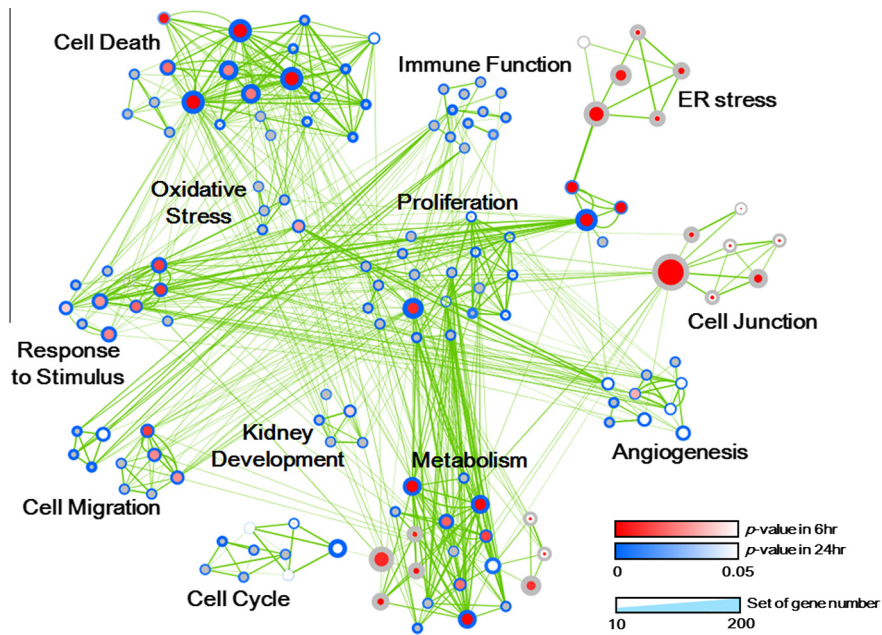 Cell Death
Immune Function
ER stress
Oxidative
Stress
Proliferation
Cell Junction
Response
to Stimulus
Kidney
Development
Metabolism
Angiogenesis
Cell Migration
Cell Cycle
p-value in 6hr
p-value in 24hr
0 0.05
Set of gene number
10 200